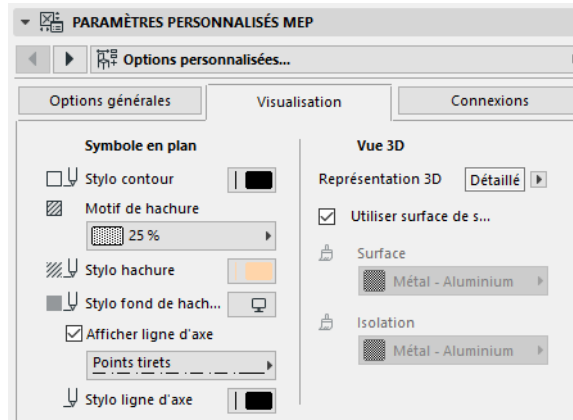 PARAMÈTRES PERSONNALISÉS MEP
Options personnalisées...
Options générales
Visualisation
Connexions
Symbole en plan
Stylo contour
Motif de hachure
25 %
Stylo hachure
Stylo fond de hach...
Afficher ligne d'axe
Points tirets
Stylo ligne d'axe
Vue 3D
Représentation 3D
Détaillé
Utiliser surface de s...
Surface
Métal - Aluminium
Isolation
Métal - Aluminium